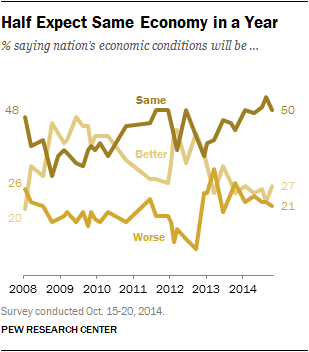 Half Expect Same Economy in a Year
% saying nation's economic conditions will be ...
Same
48
50
Better
26
27
20
21
Worse
2008 2009 2010 2011 2012 2013 2014
Survey conducted Oct. 15-20, 2014.
PEW RESEARCH CENTER